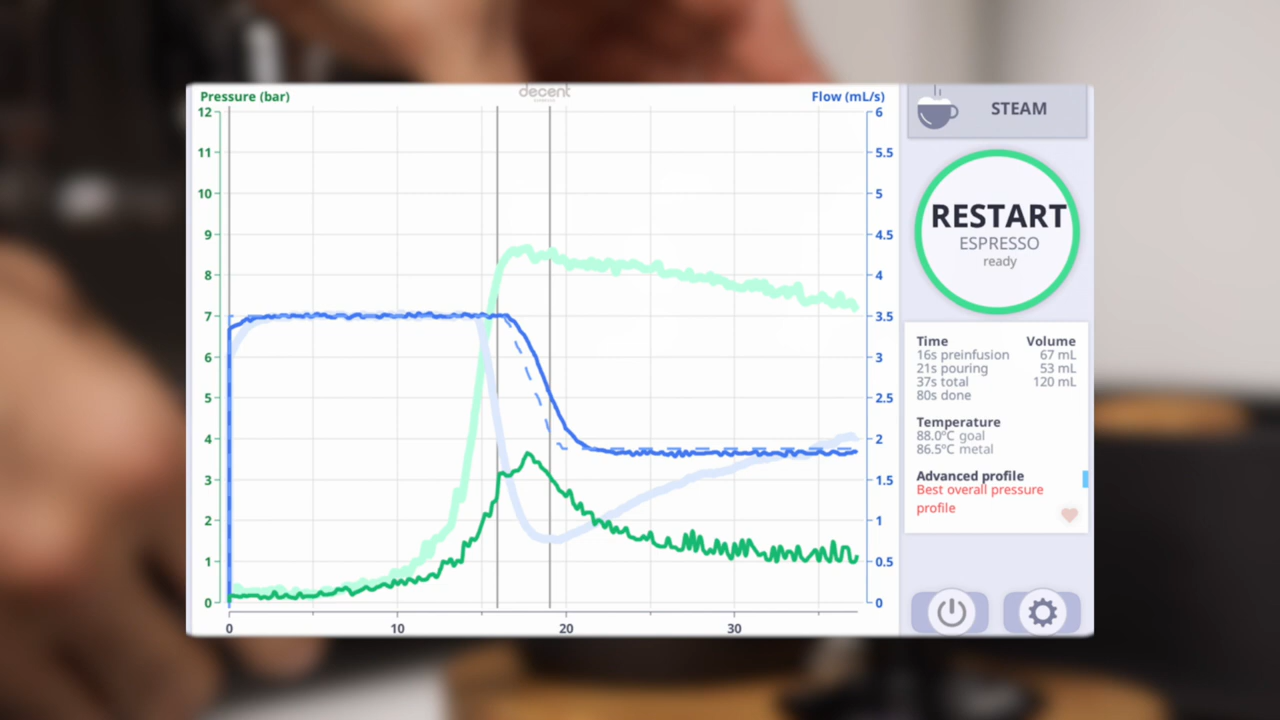 Pressure (bar)
decent
Flow (mL/s)
12
11
10
9
8
7
6
5
4
3
2
1
0
6
5.5
5
4.5
4
3.5
3
2.5
2
1.5
1
0.5
0
0
10
20
30
STEAM
RESTART
ESPRESSO
ready
Time Volume
16s preinfusion 67 mL
21s pouring 53 mL
37s total 120 mL
80s done
Temperature
88.0°C goal
86.5°C metal
Advanced profile
Best overall pressure
profile